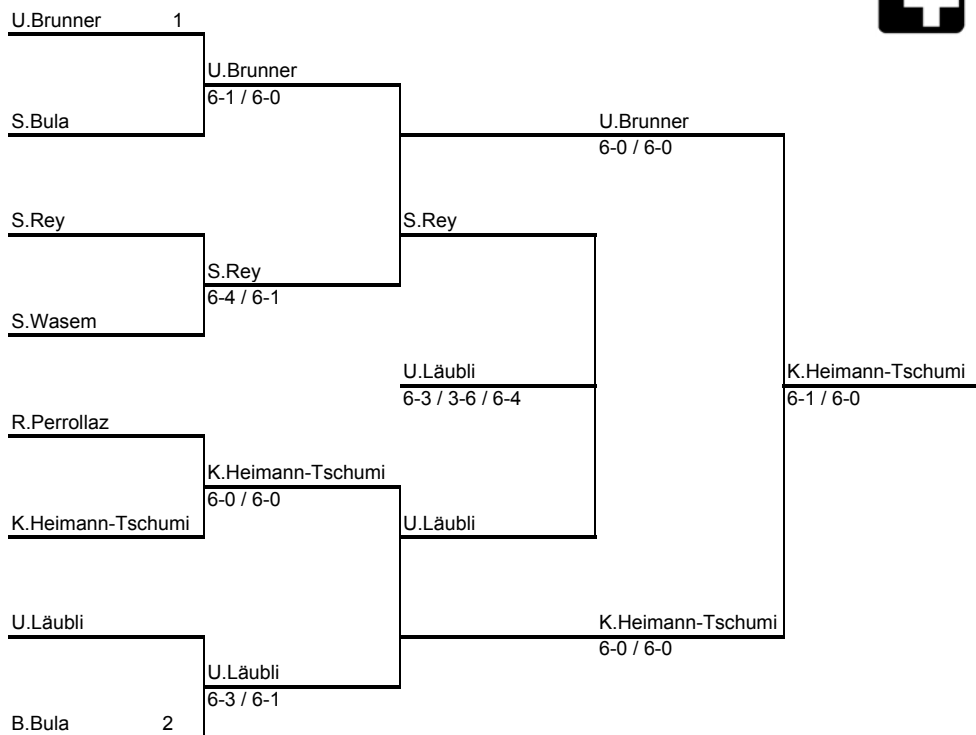 U.Brunner 1
U.Brunner
6-1 / 6-0
S.Bula
U.Brunner
6-0 / 6-0
S.Rey
S.Rey
S.Rey
6-4 / 6-1
S.Wasem
U.Läubli
6-3 / 3-6 / 6-4
K.Heimann-Tschumi
6-1 / 6-0
R.Perrollaz
K.Heimann-Tschumi
6-0 / 6-0
K.Heimann-Tschumi
U.Läubli
U.Läubli
K.Heimann-Tschumi
6-0 / 6-0
U.Läubli
6-3 / 6-1
B.Bula 2